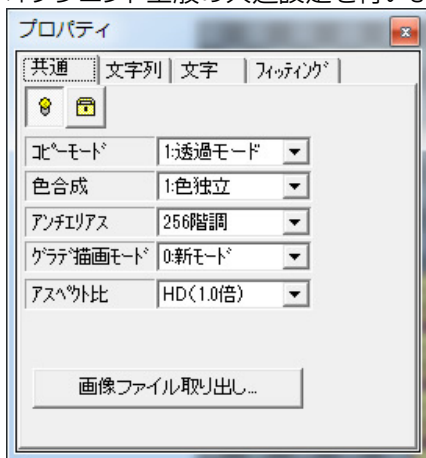 プロパティ
共通 文字列 文字 ﾌｨｯﾃｨﾝｸﾞ
ｺﾋﾟｰﾓｰﾄﾞ 1:透過モード
色合成 1:色独立
ｱﾝﾁｴﾘｱｽ 256階調
ｸﾞﾗﾃﾞ描画ﾓｰﾄﾞ 0:新ﾓｰﾄﾞ
ｱｽﾍﾟｸﾄ比 HD(1.0倍)
画像ファイル取り出し...